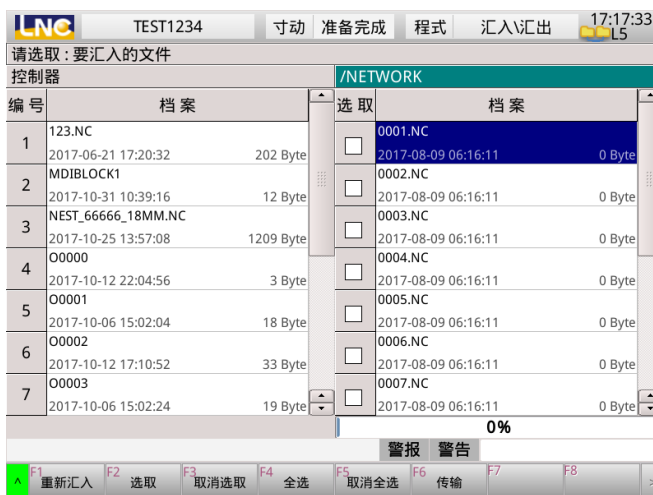 LNC TEST1234 寸动 准备完成 程式 汇入\汇出 17:17:33
L5
请选取 : 要汇入的文件
控制器 /NETWORK
编 号 档 案 选 取 档 案
1 123.NC 0001.NC
2017-06-21 17:20:32 202 Byte 2017-08-09 06:16:11 0 Byte
2 MDIBLOCK1 0002.NC
2017-10-31 10:39:16 12 Byte 2017-08-09 06:16:11 0 Byte
3 NEST_66666_18MM.NC 0003.NC
2017-10-25 13:57:08 1209 Byte 2017-08-09 06:16:11 0 Byte
4 O0000 0004.NC
2017-10-12 22:04:56 3 Byte 2017-08-09 06:16:11 0 Byte
5 O0001 0005.NC
2017-10-06 15:02:04 18 Byte 2017-08-09 06:16:11 0 Byte
6 O0002 0006.NC
2017-10-12 17:10:52 33 Byte 2017-08-09 06:16:11 0 Byte
7 O0003 0007.NC
2017-10-06 15:02:24 19 Byte 2017-08-09 06:16:11 0 Byte
0%
警报 警告
^ F1 重新汇入 F2 选取 F3 取消选取 F4 全选 F5 取消全选 F6 传输 F7 F8 >